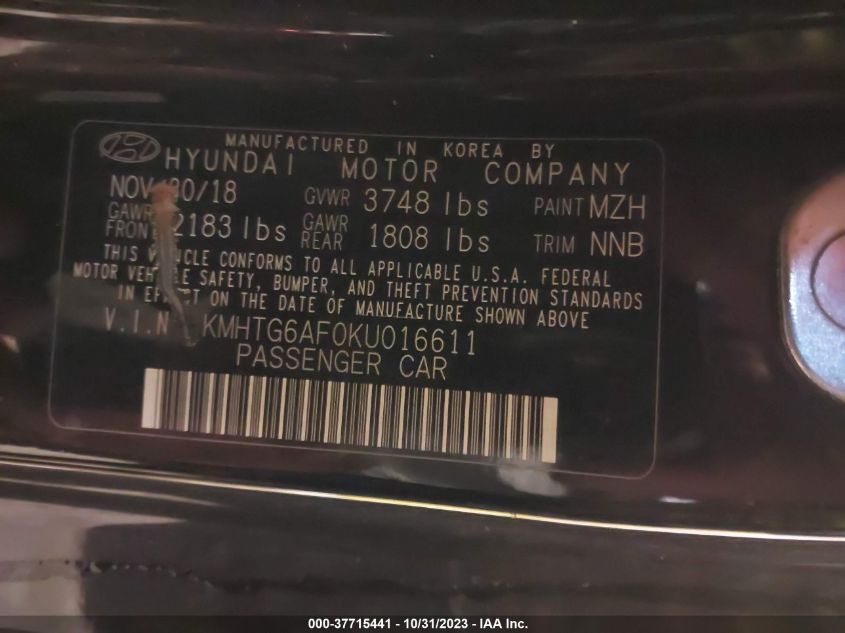 MANUFACTURED IN KOREA BY
HYUNDAI MOTOR COMPANY
NOV 30/18 GVWR 3748 lbs PAINT MZH
GAWR FRONT 2183 lbs GAWR REAR 1808 lbs TRIM NNB
THIS VEHICLE CONFORMS TO ALL APPLICABLE U.S.A. FEDERAL
MOTOR VEHICLE SAFETY, BUMPER, AND THEFT PREVENTION STANDARDS
IN EFFECT ON THE DATE OF MANUFACTURE SHOWN ABOVE
V.I.N KMHTG6AF0KU016611
PASSENGER CAR
000-37715441 - 10/31/2023 - IAA Inc.